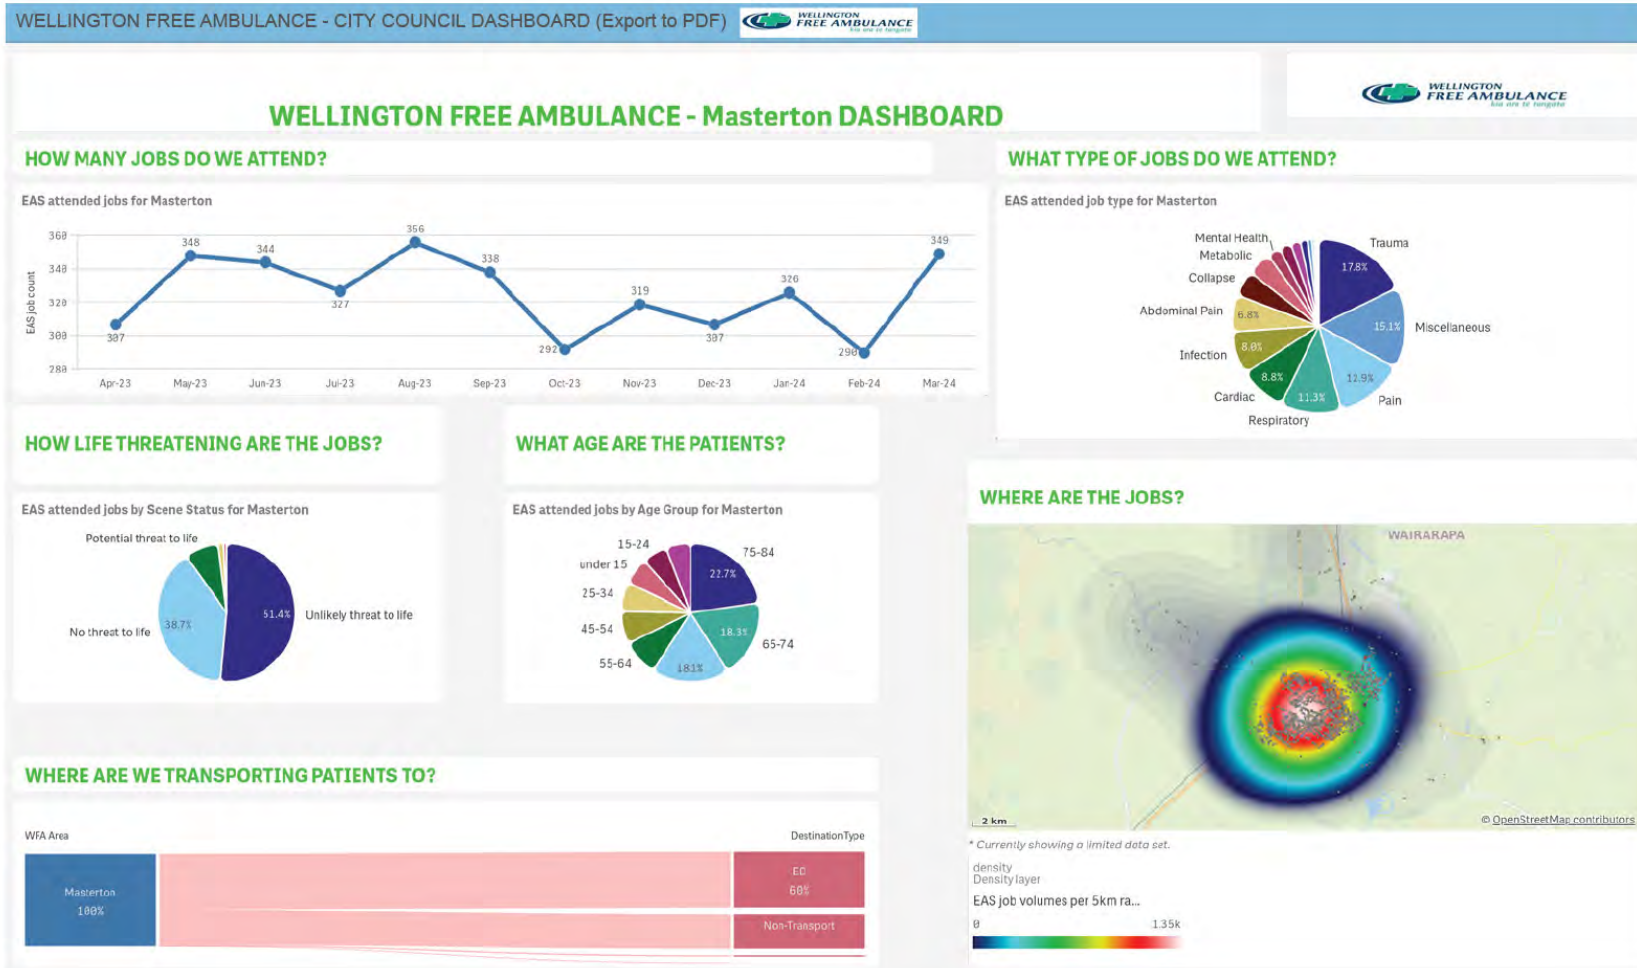 WELLINGTON FREE AMBULANCE - CITY COUNCIL DASHBOARD (Export to PDF)
WELLINGTON
FREE AMBULANCE
WELLINGTON
FREE AMBULANCE
WELLINGTON FREE AMBULANCE - Masterton DASHBOARD
HOW MANY JOBS DO WE ATTEND?
EAS attended jobs for Masterton
EAS job count
360
340
320
300
280
307
348
344
327
356
338
292
319
307
326
290
349
Apr-23
May-23
Jun-23
Jul-23
Aug-23
Sep-23
Oct-23
Nov-23
Dec-23
Jan-24
Feb-24
Mar-24
WHAT TYPE OF JOBS DO WE ATTEND?
EAS attended job type for Masterton
Mental Health
Metabolic
Collapse
Abdominal Pain
6.8%
Infection
8.0%
Cardiac
8.8%
Respiratory
11.3%
Pain
12.9%
Miscellaneous
15.1%
Trauma
17.8%
HOW LIFE THREATENING ARE THE JOBS?
EAS attended jobs by Scene Status for Masterton
Potential threat to life
No threat to life
38.7%
51.4%
Unlikely threat to life
WHAT AGE ARE THE PATIENTS?
EAS attended jobs by Age Group for Masterton
15-24
under 15
25-34
45-54
55-64
75-84
22.7%
65-74
18.3%
18.1%
WHERE ARE THE JOBS?
WAIRARAPA
2 km
© OpenStreetMap contributors
* Currently showing a limited data set.
density
Density layer
EAS job volumes per 5km ra...
0
1.35k
WHERE ARE WE TRANSPORTING PATIENTS TO?
WFA Area
DestinationType
Masterton
100%
60%
Non-Transport